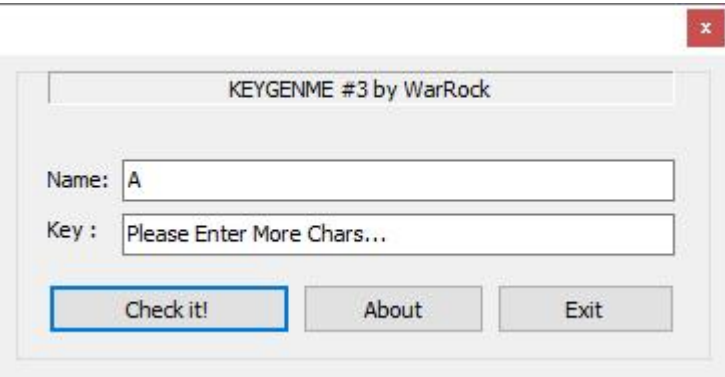 x
KEYGENME #3 by WarRock
Name: A
Key : Please Enter More Chars...
Check it! About Exit